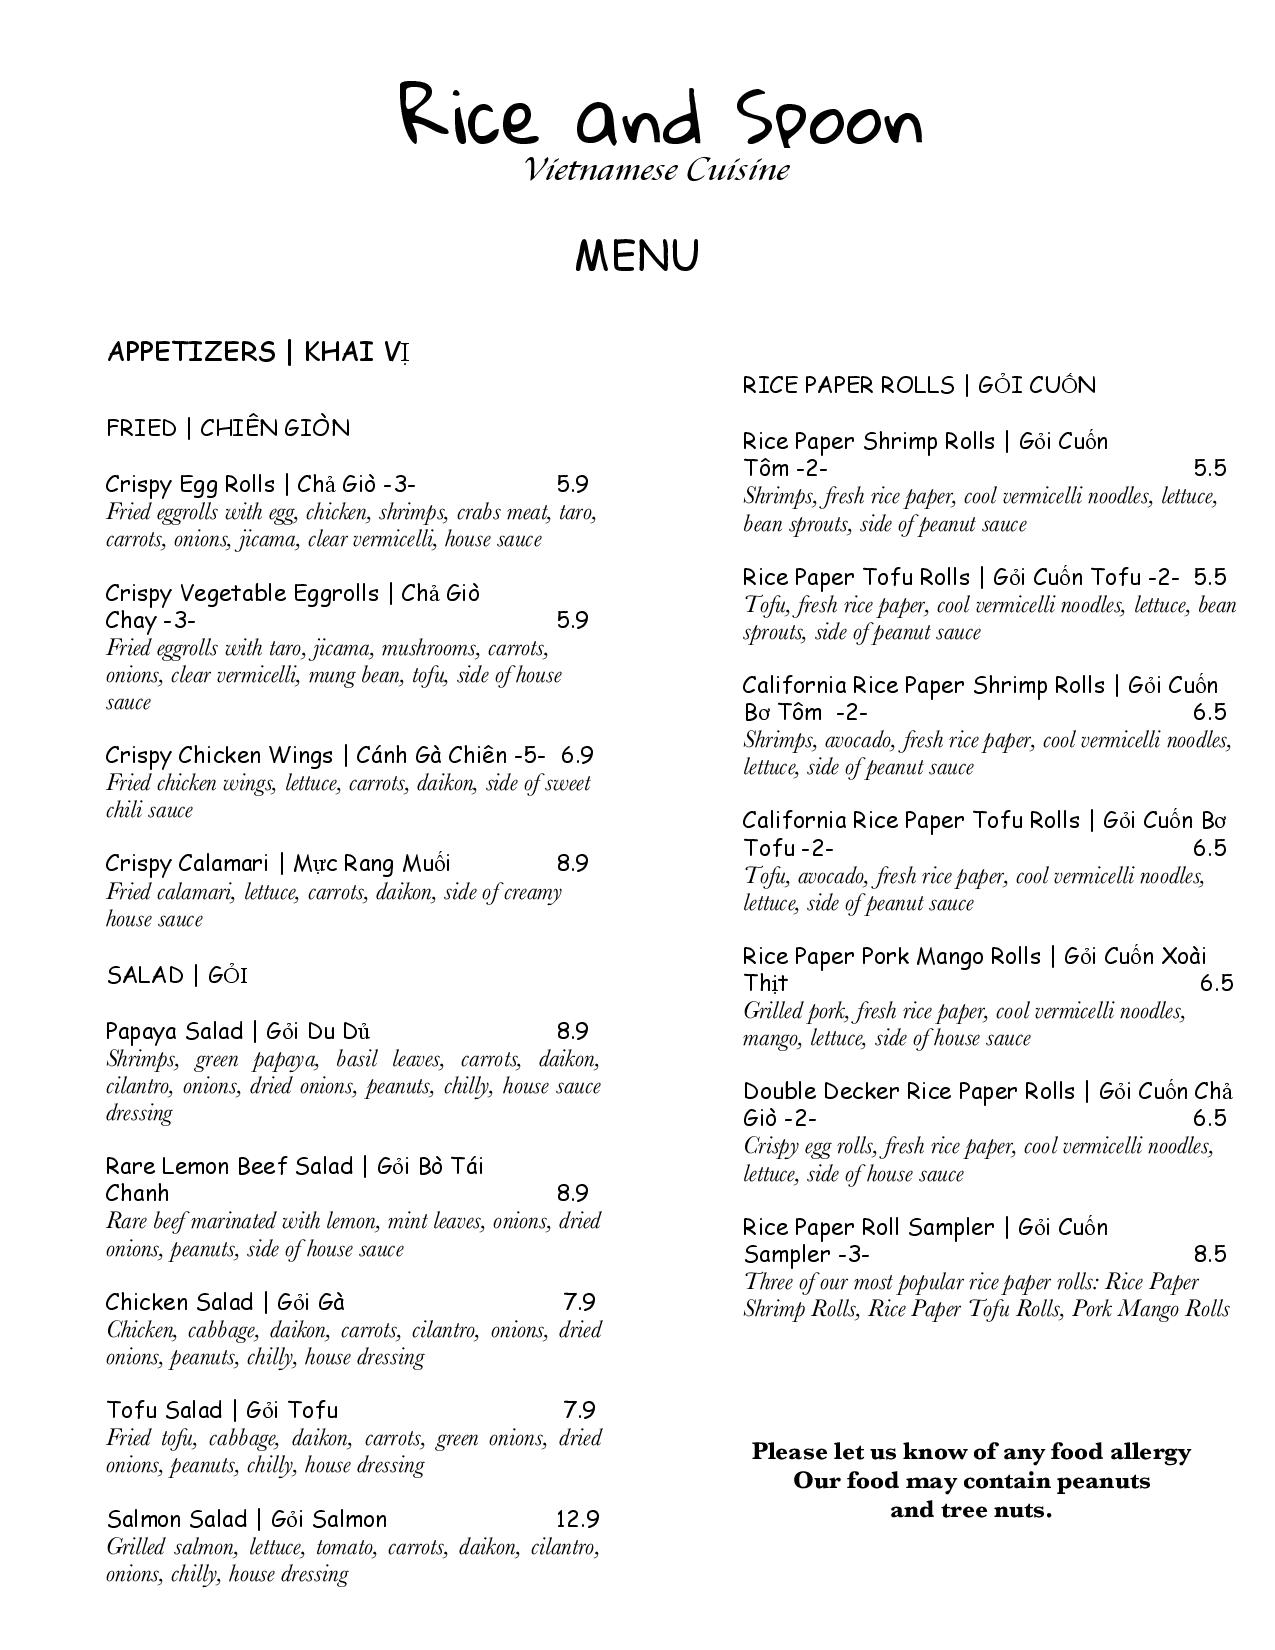 Rice and Spoon
Vietnamese Cuisine
MENU
APPETIZERS | KHAI VỊ
FRIED | CHIÊN GIÒN
Crispy Egg Rolls | Chả Giò -3- 5.9
Fried eggrolls with egg, chicken, shrimps, crabs meat, taro,
carrots, onions, jicama, clear vermicelli, house sauce
Crispy Vegetable Eggrolls | Chả Giò
Chay -3- 5.9
Fried eggrolls with taro, jicama, mushrooms, carrots,
onions, clear vermicelli, mung bean, tofu, side of house
sauce
Crispy Chicken Wings | Cánh Gà Chiên -5- 6.9
Fried chicken wings, lettuce, carrots, daikon, side of sweet
chili sauce
Crispy Calamari | Mực Rang Muối 8.9
Fried calamari, lettuce, carrots, daikon, side of creamy
house sauce
SALAD | GỎI
Papaya Salad | Gỏi Du Dủ 8.9
Shrimps, green papaya, basil leaves, carrots, daikon,
cilantro, onions, dried onions, peanuts, chilly, house sauce
dressing
Rare Lemon Beef Salad | Gỏi Bò Tái
Chanh 8.9
Rare beef marinated with lemon, mint leaves, onions, dried
onions, peanuts, side of house sauce
Chicken Salad | Gỏi Gà 7.9
Chicken, cabbage, daikon, carrots, cilantro, onions, dried
onions, peanuts, chilly, house dressing
Tofu Salad | Gỏi Tofu 7.9
Fried tofu, cabbage, daikon, carrots, green onions, dried
onions, peanuts, chilly, house dressing
Salmon Salad | Gỏi Salmon 12.9
Grilled salmon, lettuce, tomato, carrots, daikon, cilantro,
onions, chilly, house dressing
RICE PAPER ROLLS | GỎI CUỐN
Rice Paper Shrimp Rolls | Gỏi Cuốn
Tôm -2- 5.5
Shrimps, fresh rice paper, cool vermicelli noodles, lettuce,
bean sprouts, side of peanut sauce
Rice Paper Tofu Rolls | Gỏi Cuốn Tofu -2- 5.5
Tofu, fresh rice paper, cool vermicelli noodles, lettuce, bean
sprouts, side of peanut sauce
California Rice Paper Shrimp Rolls | Gỏi Cuốn
Bơ Tôm -2- 6.5
Shrimps, avocado, fresh rice paper, cool vermicelli noodles,
lettuce, side of peanut sauce
California Rice Paper Tofu Rolls | Gỏi Cuốn Bơ
Tofu -2- 6.5
Tofu, avocado, fresh rice paper, cool vermicelli noodles,
lettuce, side of peanut sauce
Rice Paper Pork Mango Rolls | Gỏi Cuốn Xoài
Thịt 6.5
Grilled pork, fresh rice paper, cool vermicelli noodles,
mango, lettuce, side of house sauce
Double Decker Rice Paper Rolls | Gỏi Cuốn Chả
Giò -2- 6.5
Crispy egg rolls, fresh rice paper, cool vermicelli noodles,
lettuce, side of house sauce
Rice Paper Roll Sampler | Gỏi Cuốn
Sampler -3- 8.5
Three of our most popular rice paper rolls: Rice Paper
Shrimp Rolls, Rice Paper Tofu Rolls, Pork Mango Rolls
Please let us know of any food allergy
Our food may contain peanuts
and tree nuts.